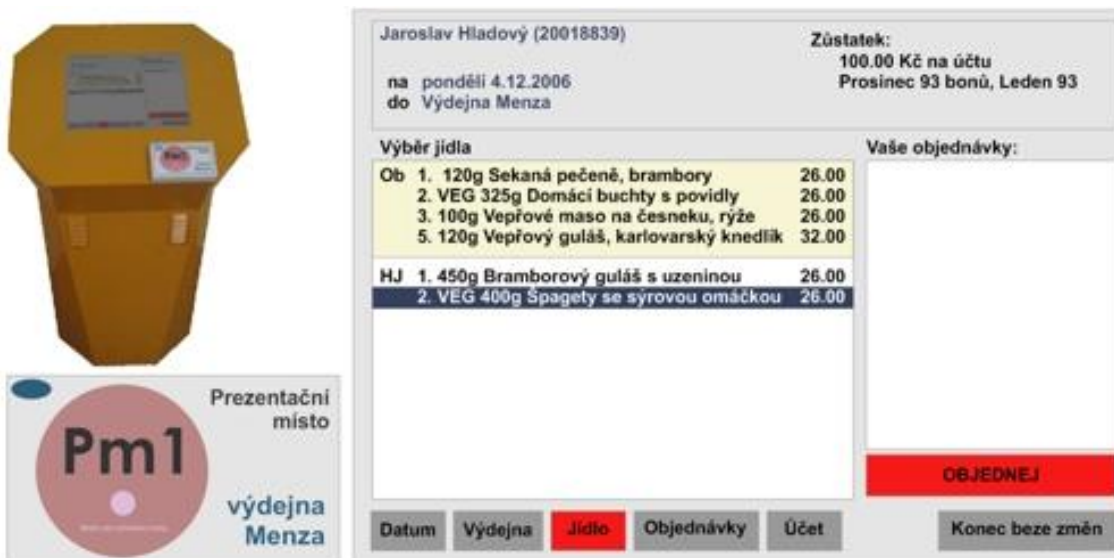 Jaroslav Hladový (20018839)
na pondělí 4.12.2006
do Výdejna Menza
Zůstatek:
100.00 Kč na účtu
Prosinec 93 bonů, Leden 93
Výběr jídla
Ob 1. 120g Sekaná pečeně, brambory 26.00
2. VEG 325g Domácí buchty s povidly 26.00
3. 100g Vepřové maso na česneku, rýže 26.00
5. 120g Vepřový guláš, karlovarský knedlík 32.00
HJ 1. 450g Bramborový guláš s uzeninou 26.00
2. VEG 400g Špagety se sýrovou omáčkou 26.00
Vaše objednávky:
OBJEDNEJ
Datum Výdejna Jídlo Objednávky Účet Konec beze změn
Pm1
Prezentační
místo
výdejna
Menza